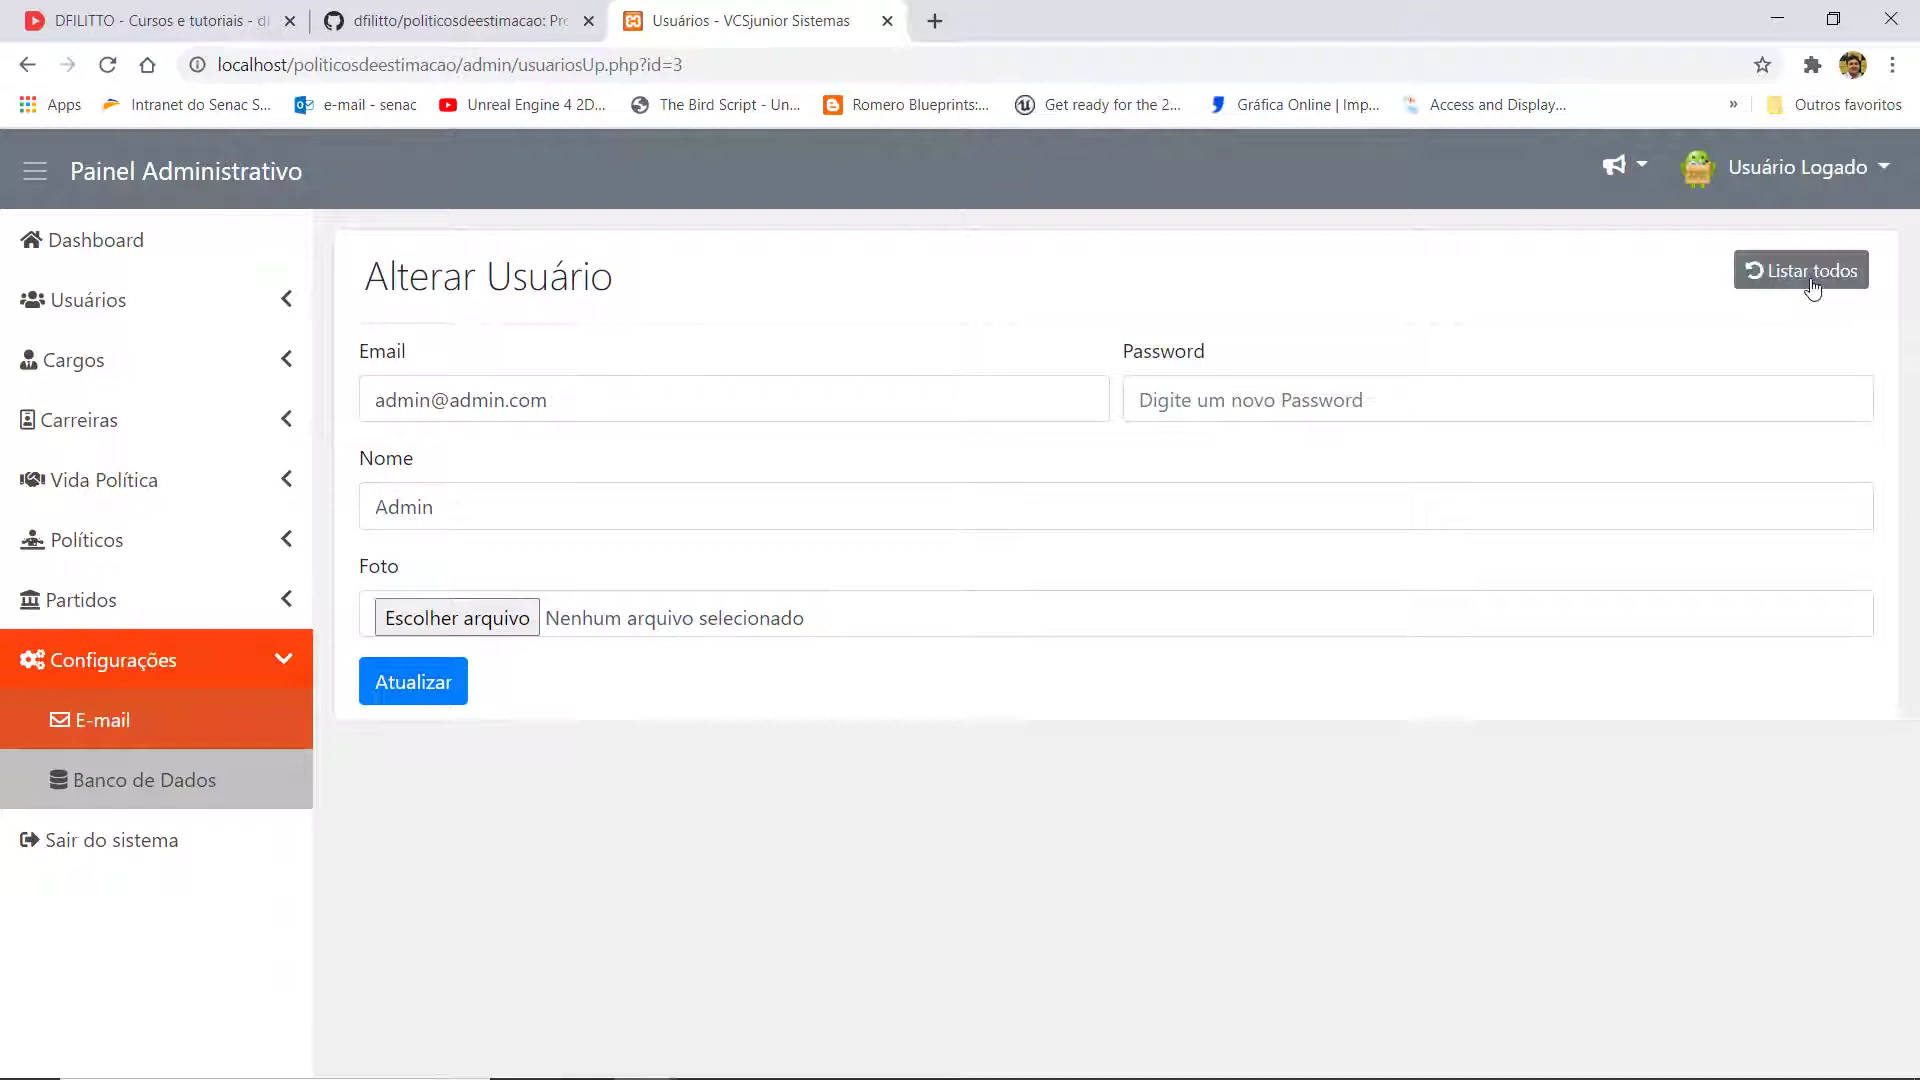 DFILITTO - Cursos e tutoriais - d
dfilitto/politicosdeestimacao: Pr
Usuários - VCSjunior Sistemas
localhost/politicosdeestimacao/admin/usuariosUp.php?id=3
Apps
Intranet do Senac S...
e-mail - senac
Unreal Engine 4 2D...
The Bird Script - Un...
Romero Blueprints:...
Get ready for the 2...
Gráfica Online | Imp...
Access and Display...
»
Outros favoritos
Painel Administrativo
Usuário Logado
Dashboard
Usuários
Cargos
Carreiras
Vida Política
Políticos
Partidos
Configurações
E-mail
Banco de Dados
Sair do sistema
Alterar Usuário
Listar todos
Email
Password
admin@admin.com
Digite um novo Password
Nome
Admin
Foto
Escolher arquivo Nenhum arquivo selecionado
Atualizar